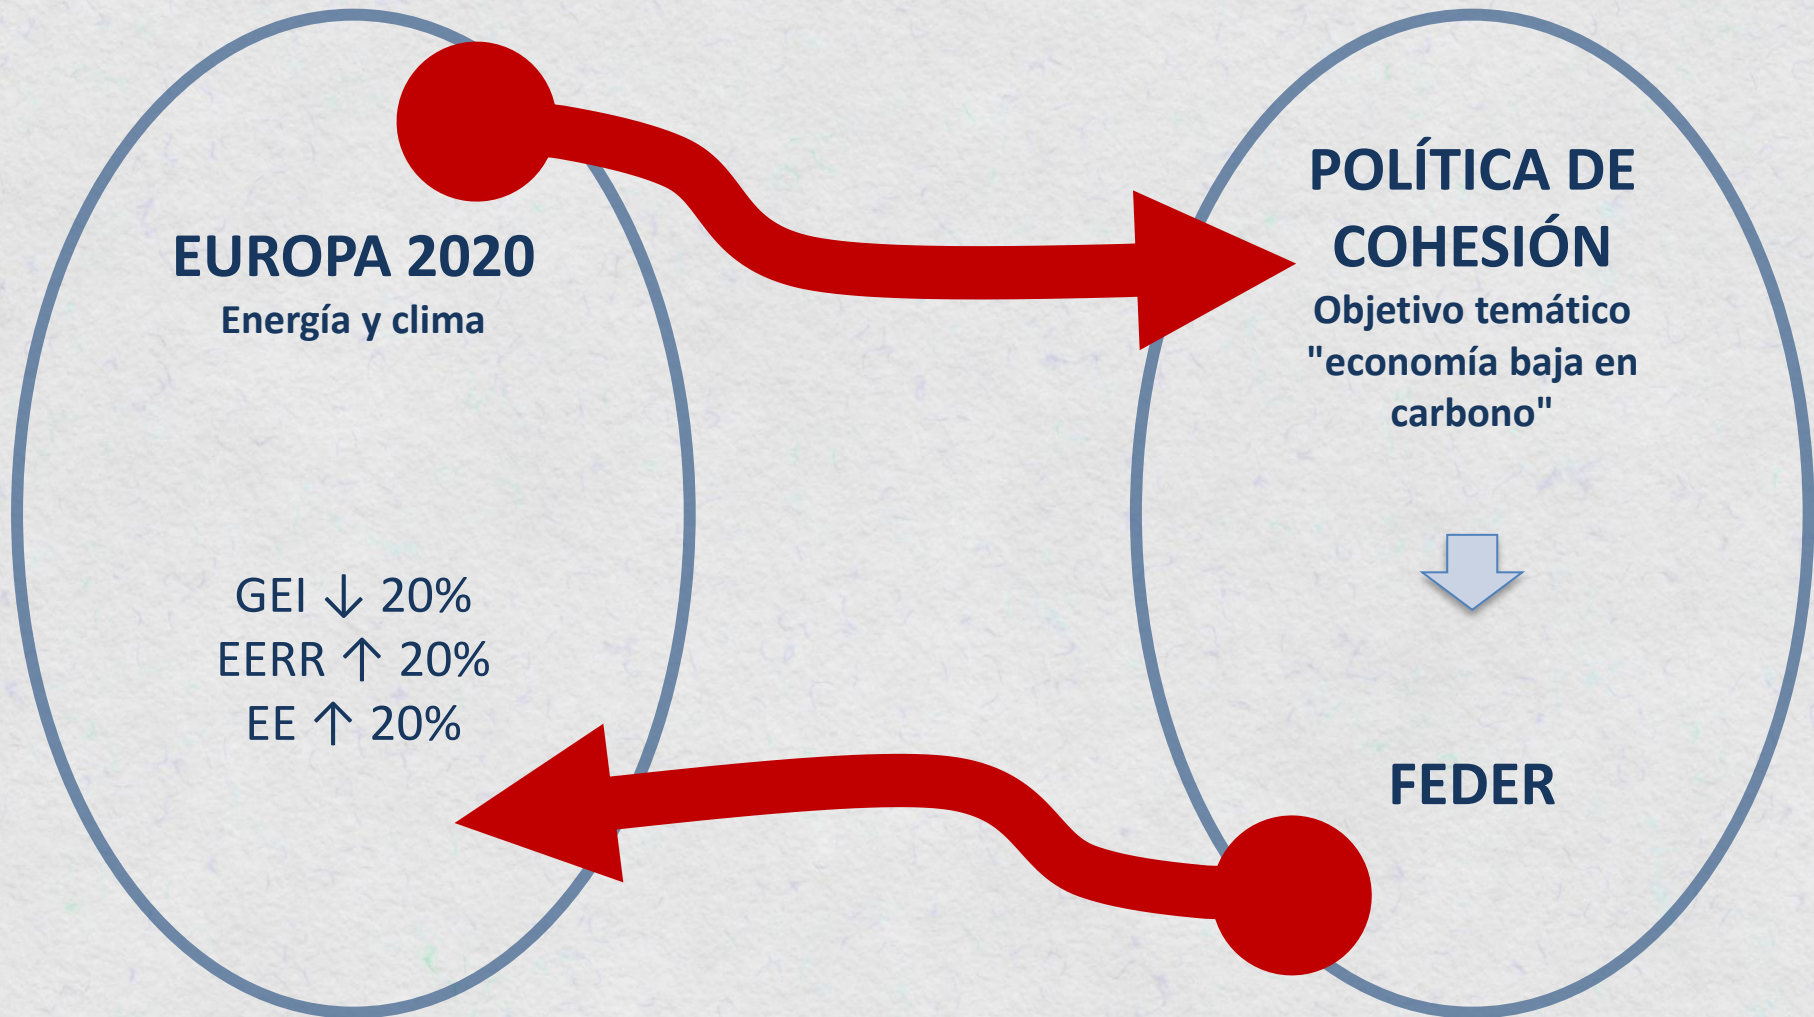 EUROPA 2020
Energía y clima
GEI ↓ 20%
EERR ↑ 20%
EE ↑ 20%
POLÍTICA DE
COHESIÓN
Objetivo temático
"economía baja en
carbono"
FEDER